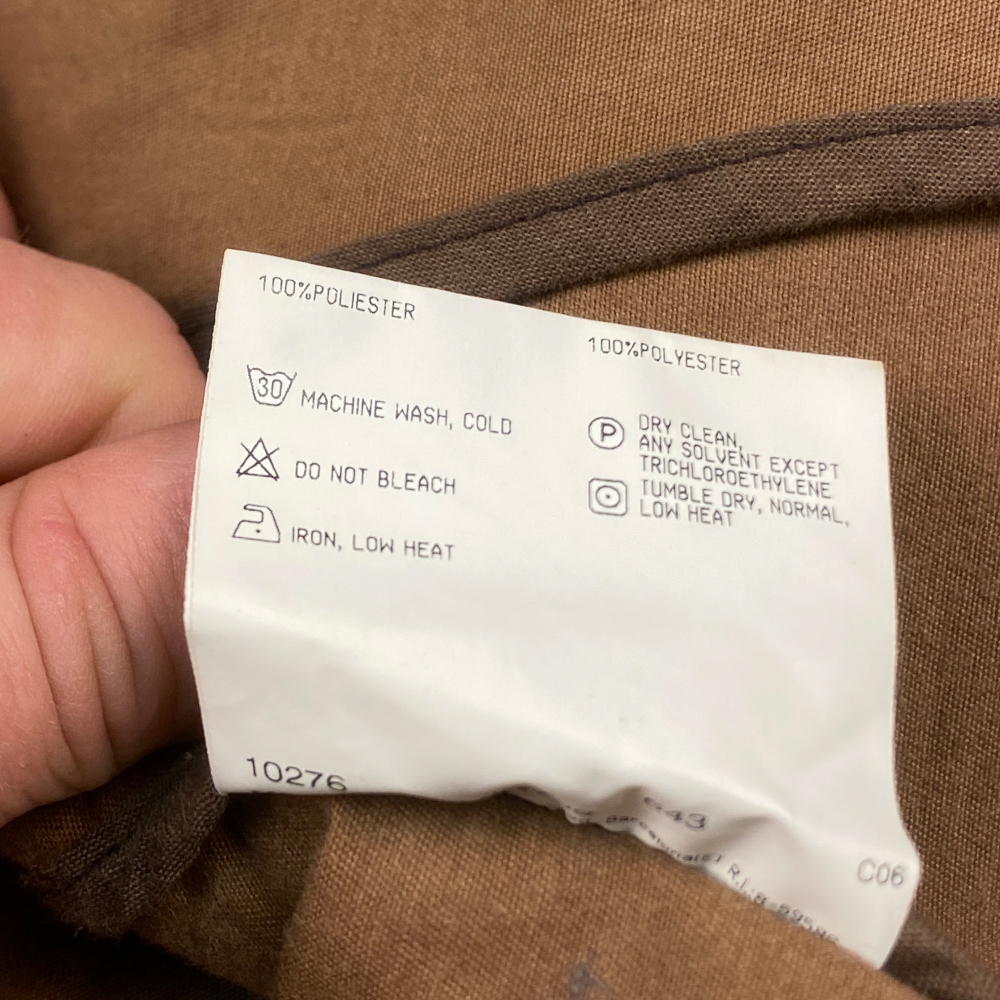 100%POLIESTER
100%POLYESTER
30 MACHINE WASH, COLD
DO NOT BLEACH
IRON, LOW HEAT
P DRY CLEAN,
ANY SOLVENT EXCEPT
TRICHLOROETHYLENE
TUMBLE DRY, NORMAL,
LOW HEAT
10276
C06